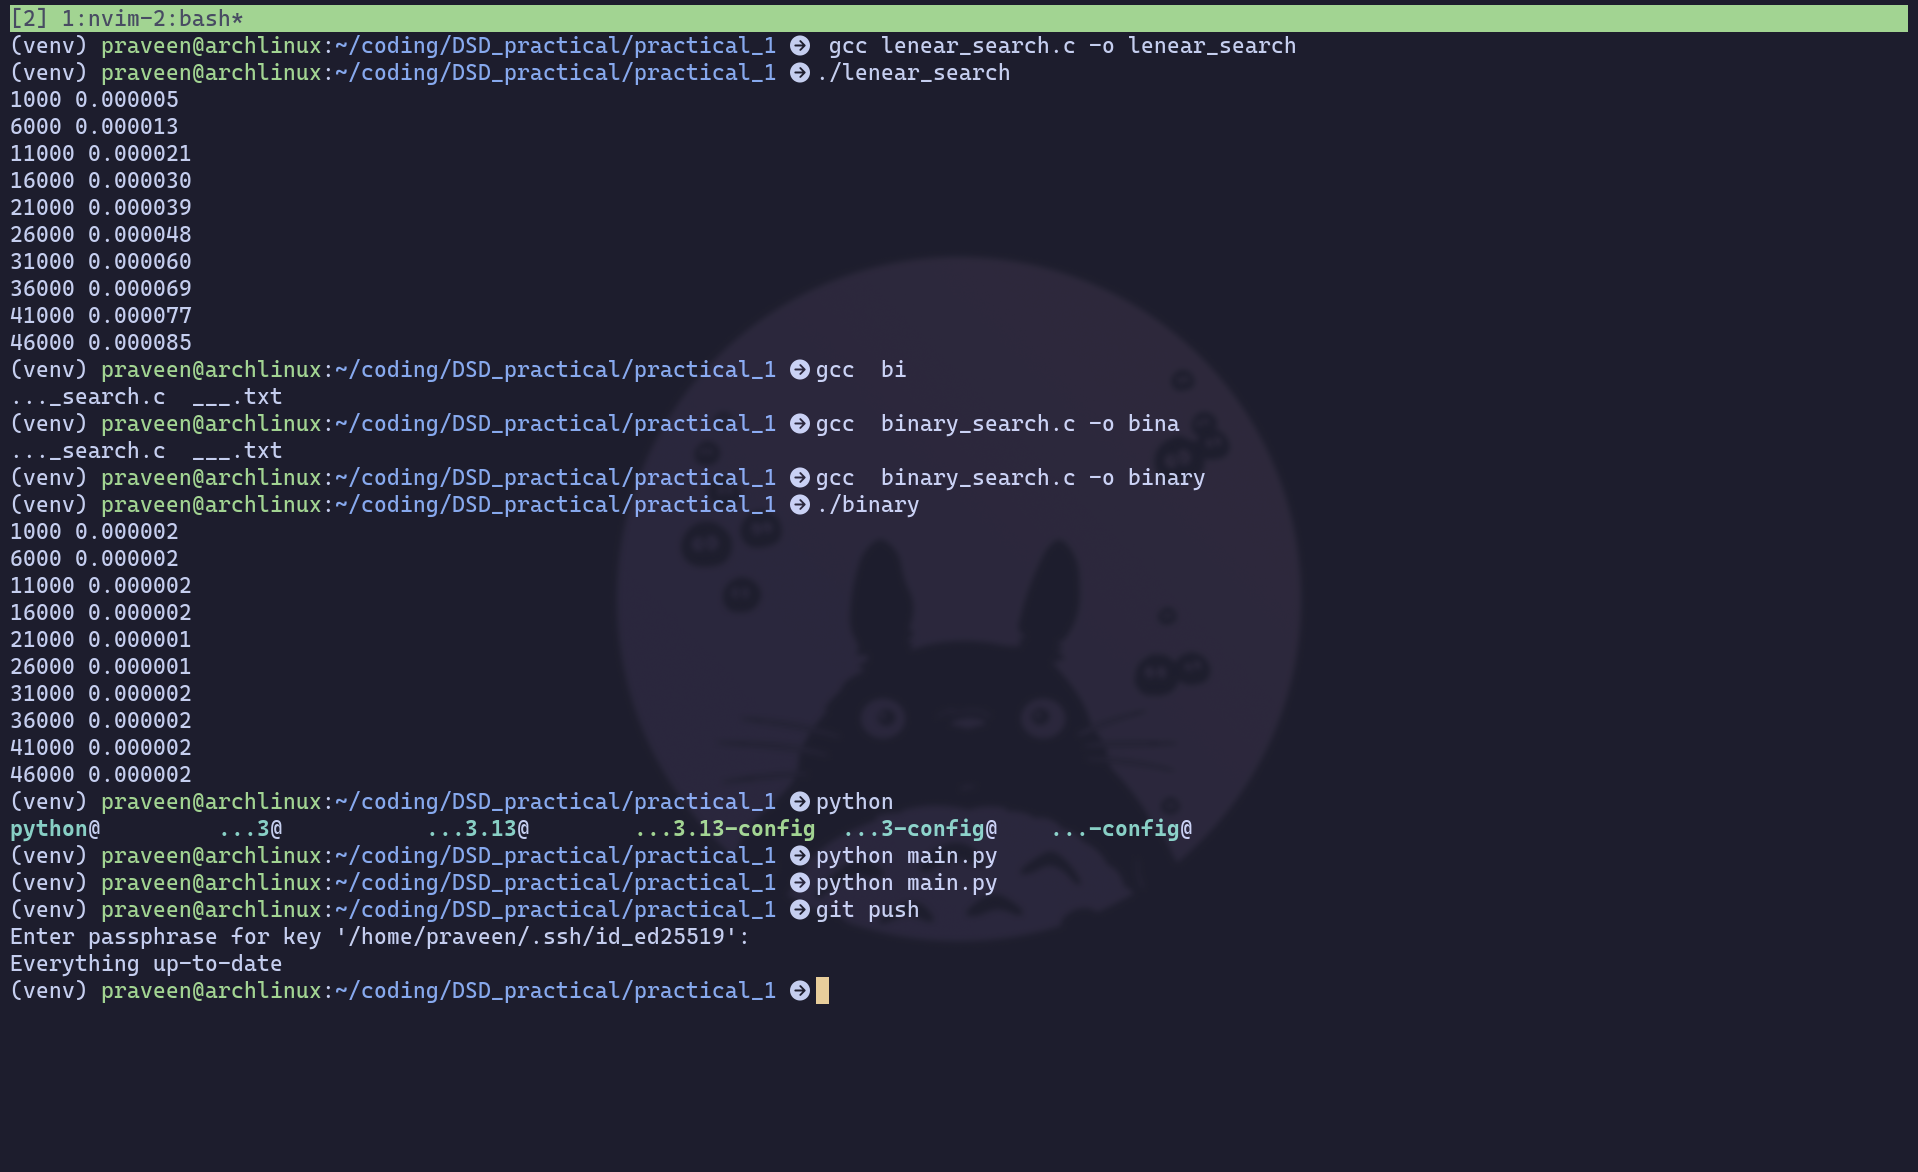 [2] 1:nvim-2:bash*
(venv) praveen@archlinux:~/coding/DSD_practical/practical_1 gcc lenear_search.c -o lenear_search
(venv) praveen@archlinux:~/coding/DSD_practical/practical_1 ./lenear_search
1000 0.000005
6000 0.000013
11000 0.000021
16000 0.000030
21000 0.000039
26000 0.000048
31000 0.000060
36000 0.000069
41000 0.000077
46000 0.000085
(venv) praveen@archlinux:~/coding/DSD_practical/practical_1 gcc  bi
..._search.c  ___.txt
(venv) praveen@archlinux:~/coding/DSD_practical/practical_1 gcc  binary_search.c -o bina
..._search.c  ___.txt
(venv) praveen@archlinux:~/coding/DSD_practical/practical_1 gcc  binary_search.c -o binary
(venv) praveen@archlinux:~/coding/DSD_practical/practical_1 ./binary
1000 0.000002
6000 0.000002
11000 0.000002
16000 0.000002
21000 0.000001
26000 0.000001
31000 0.000002
36000 0.000002
41000 0.000002
46000 0.000002
(venv) praveen@archlinux:~/coding/DSD_practical/practical_1 python
python@         ...3@           ...3.13@        ...3.13-config  ...3-config@    ...-config@
(venv) praveen@archlinux:~/coding/DSD_practical/practical_1 python main.py
(venv) praveen@archlinux:~/coding/DSD_practical/practical_1 python main.py
(venv) praveen@archlinux:~/coding/DSD_practical/practical_1 git push
Enter passphrase for key '/home/praveen/.ssh/id_ed25519':
Everything up-to-date
(venv) praveen@archlinux:~/coding/DSD_practical/practical_1